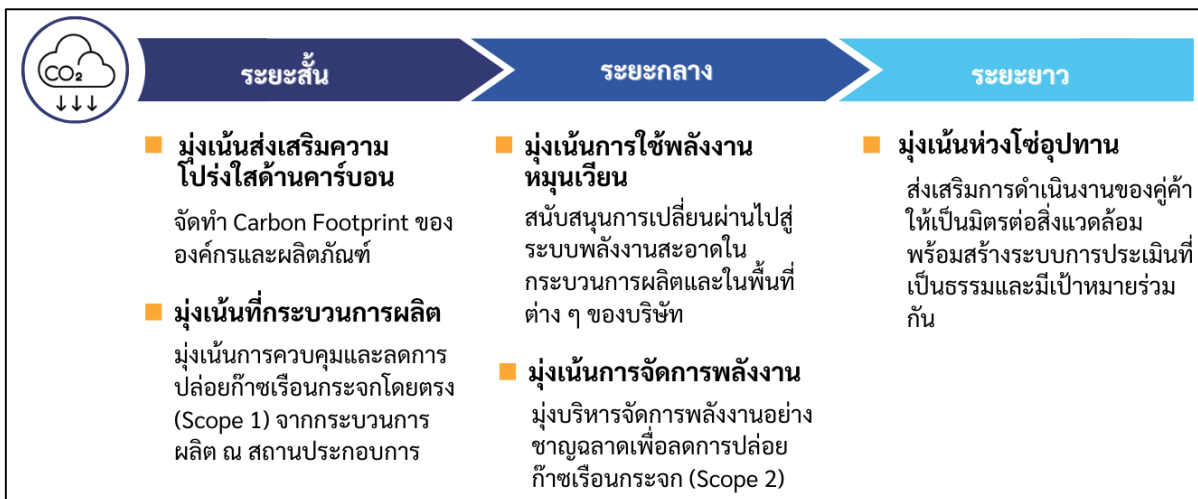 CO₂
ระยะสั้น
ระยะกลาง
ระยะยาว
มุ่งเน้นส่งเสริมความ
โปร่งใสด้านคาร์บอน
จัดทำ Carbon Footprint ของ
องค์กรและผลิตภัณฑ์
มุ่งเน้นที่กระบวนการผลิต
มุ่งเน้นการควบคุมและลดการ
ปล่อยก๊าซเรือนกระจกโดยตรง
(Scope 1) จากกระบวนการ
ผลิต ณ สถานประกอบการ
มุ่งเน้นการใช้พลังงาน
หมุนเวียน
สนับสนุนการเปลี่ยนผ่านไปสู่
ระบบพลังงานสะอาดใน
กระบวนการผลิตและในพื้นที่
ต่าง ๆ ของบริษัท
มุ่งเน้นการจัดการพลังงาน
มุ่งบริหารจัดการพลังงานอย่าง
ชาญฉลาดเพื่อลดการปล่อย
ก๊าซเรือนกระจก (Scope 2)
มุ่งเน้นห่วงโซ่อุปทาน
ส่งเสริมการดำเนินงานของคู่ค้า
ให้เป็นมิตรต่อสิ่งแวดล้อม
พร้อมสร้างระบบการประเมินที่
เป็นธรรมและมีเป้าหมายร่วม
กัน